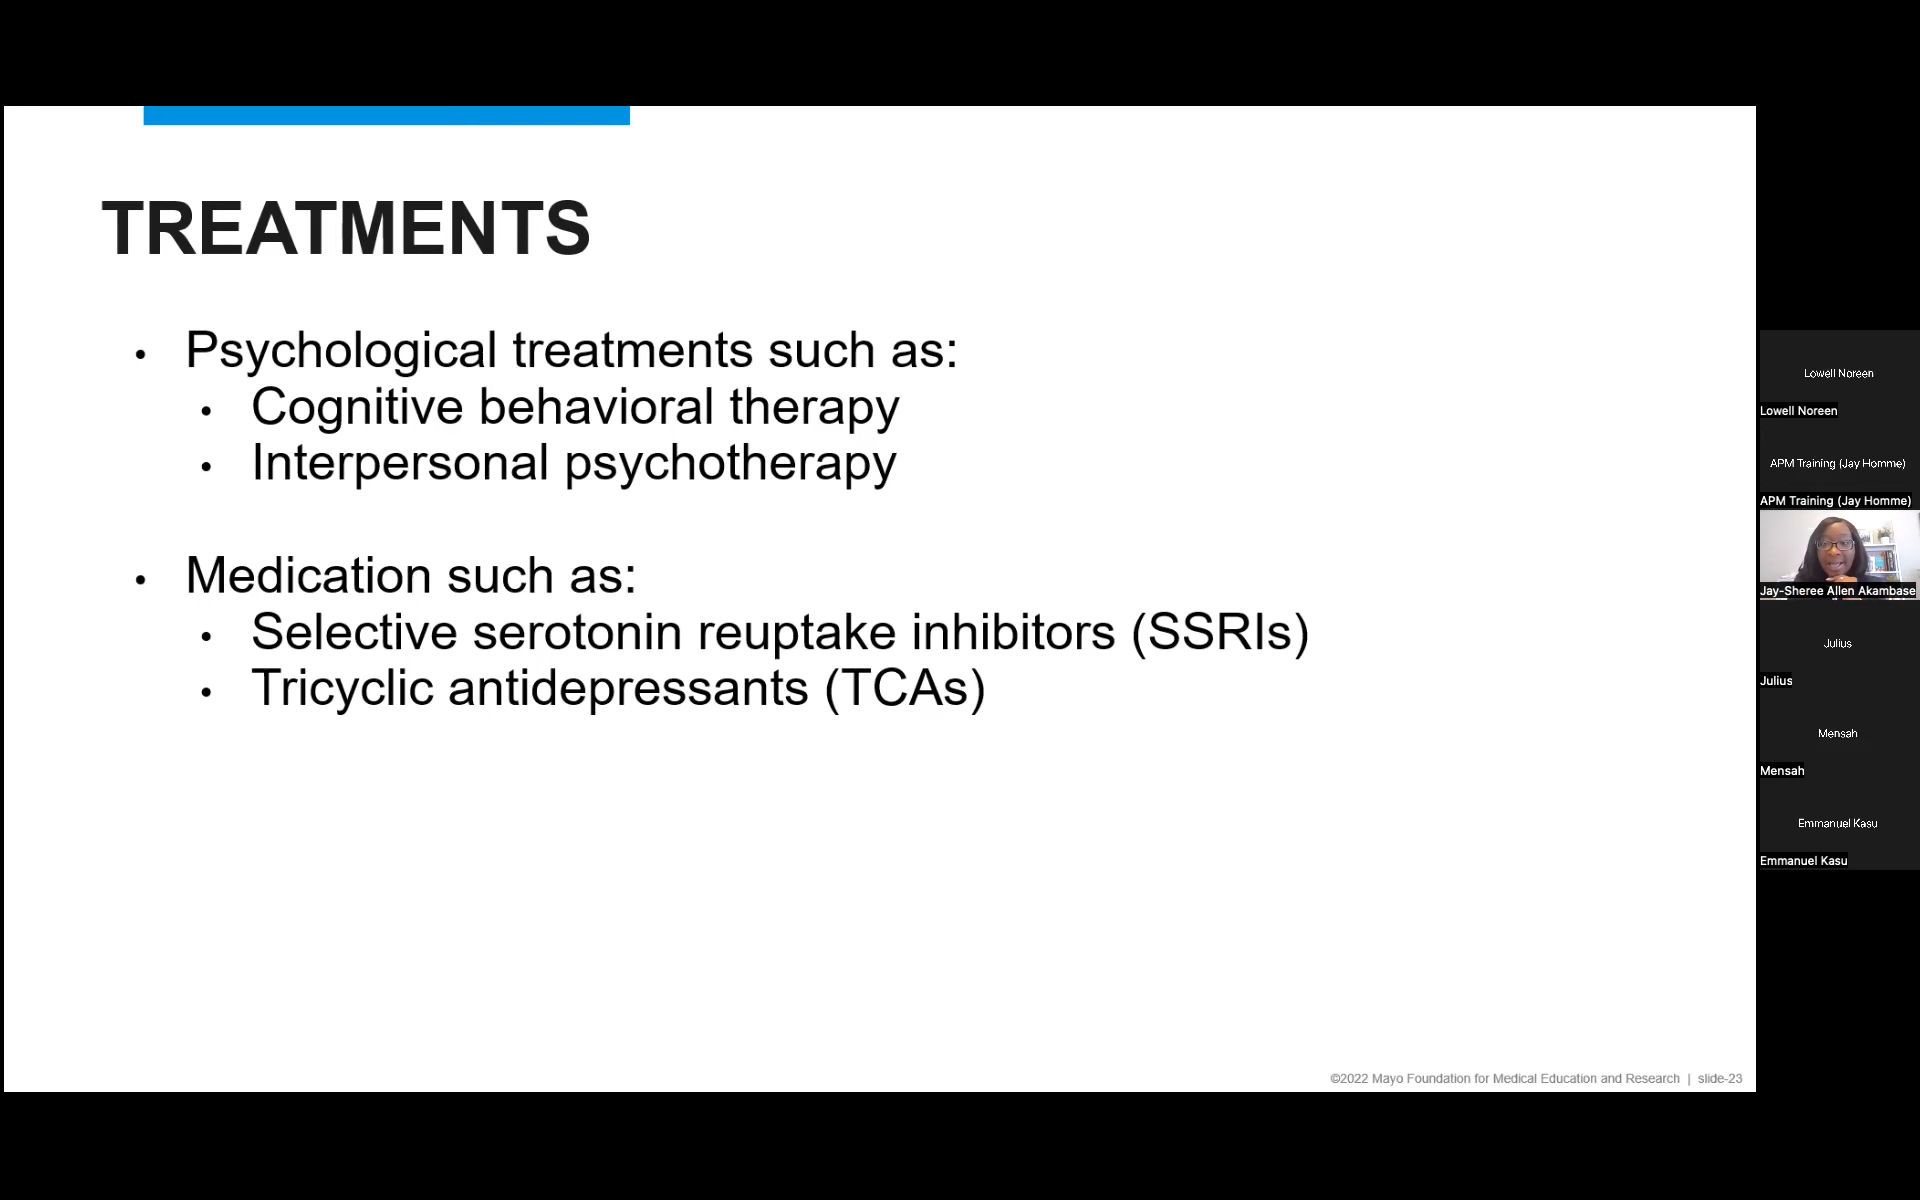 TREATMENTS
• Psychological treatments such as:
• Cognitive behavioral therapy
• Interpersonal psychotherapy
• Medication such as:
• Selective serotonin reuptake inhibitors (SSRIs)
• Tricyclic antidepressants (TCAs)
©2022 Mayo Foundation for Medical Education and Research | slide-23
Lowell Noreen
Lowell Noreen
APM Training (Jay Homme)
APM Training (Jay Homme)
Jay-Sheree Allen Akambase
Julius
Julius
Mensah
Mensah
Emmanuel Kasu
Emmanuel Kasu